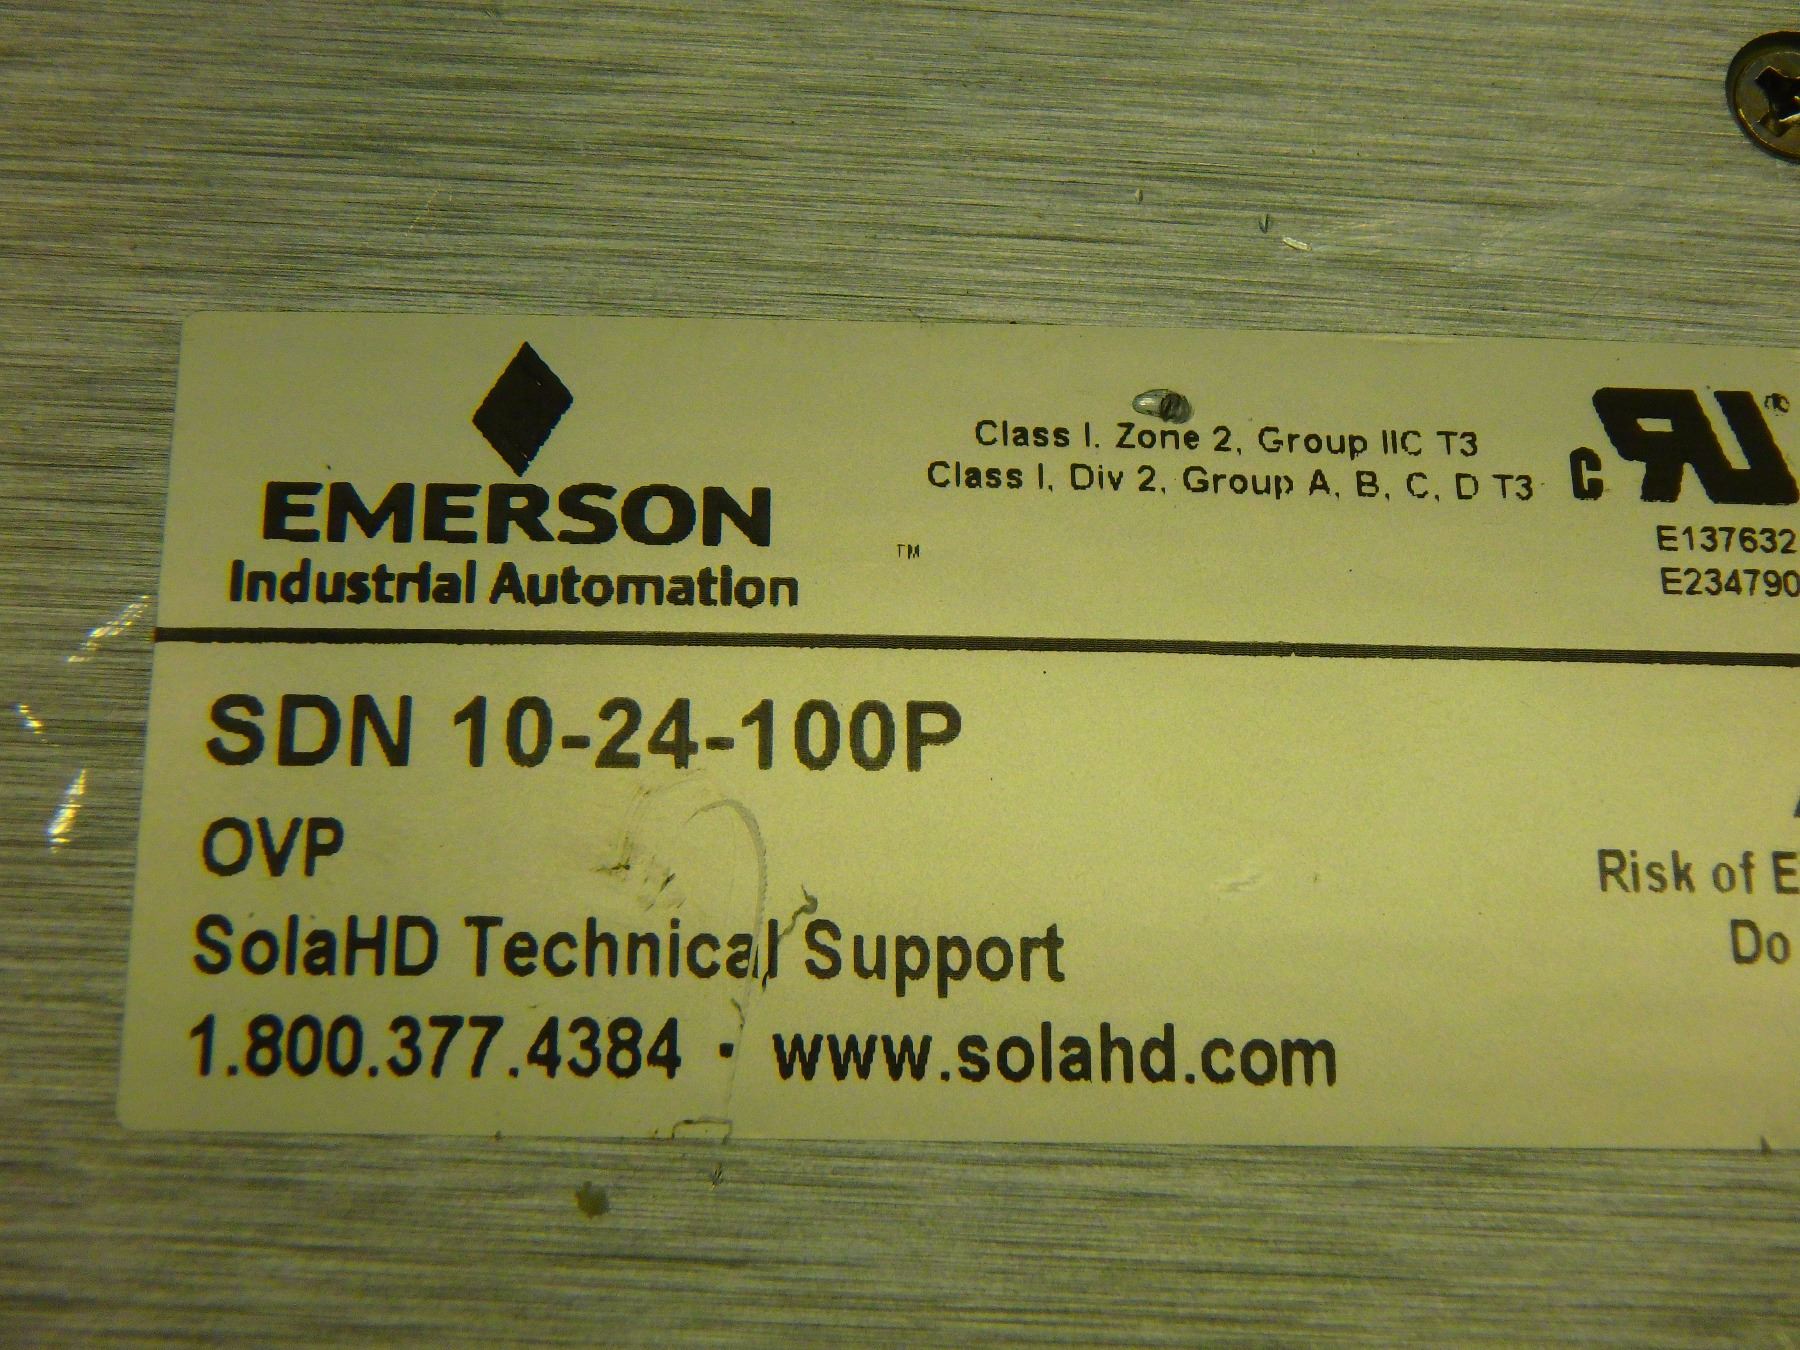 EMERSON
Industrial Automation
TM
Class I. Zone 2, Group IIC T3
Class I, Div 2, Group A, B, C, D T3
C RU ®
E137632
E234790
SDN 10-24-100P
OVP
SolaHD Technical Support
1.800.377.4384 · www.solahd.com
Risk of E
Do